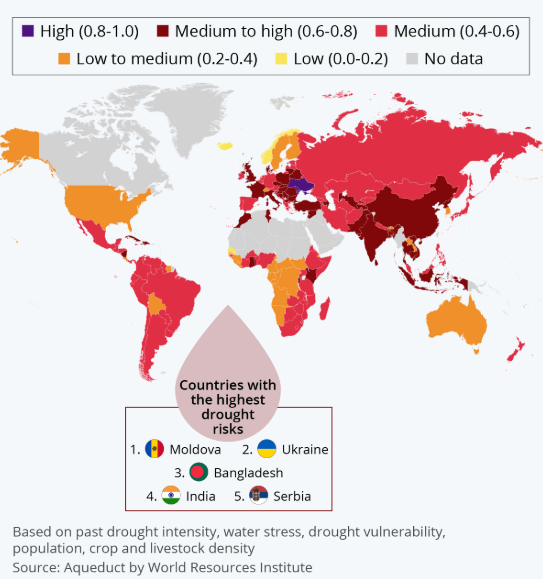 High (0.8-1.0) Medium to high (0.6-0.8) Medium (0.4-0.6)
Low to medium (0.2-0.4) Low (0.0-0.2) No data
Countries with
the highest
drought
risks
1. Moldova 2. Ukraine
3. Bangladesh
4. India 5. Serbia
Based on past drought intensity, water stress, drought vulnerability,
population, crop and livestock density
Source: Aqueduct by World Resources Institute